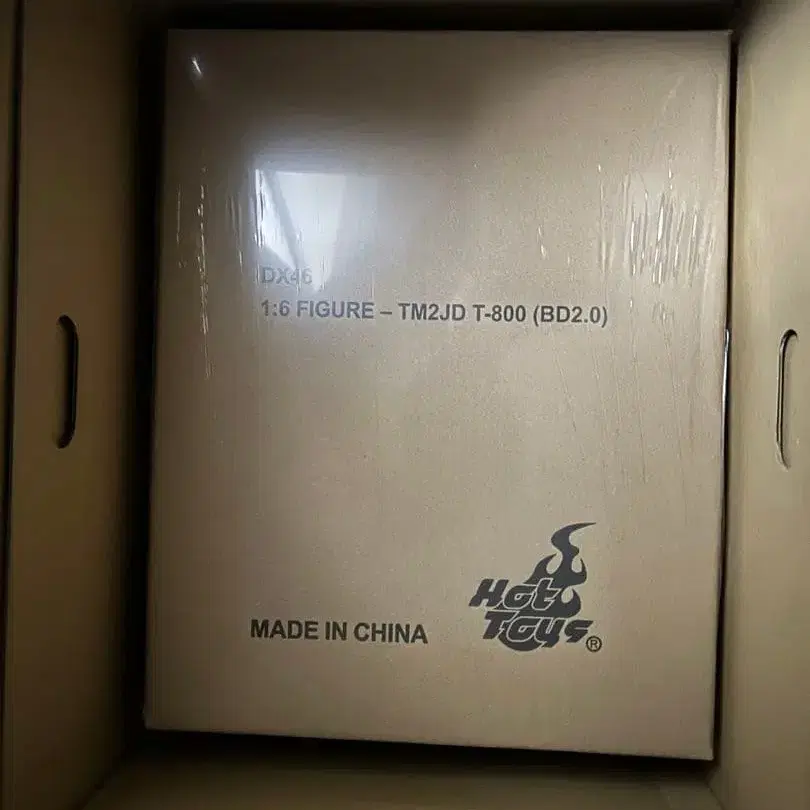 DX46
1:6 FIGURE – TM2JD T-800 (BD2.0)
MADE IN CHINA
Hot
Toys®